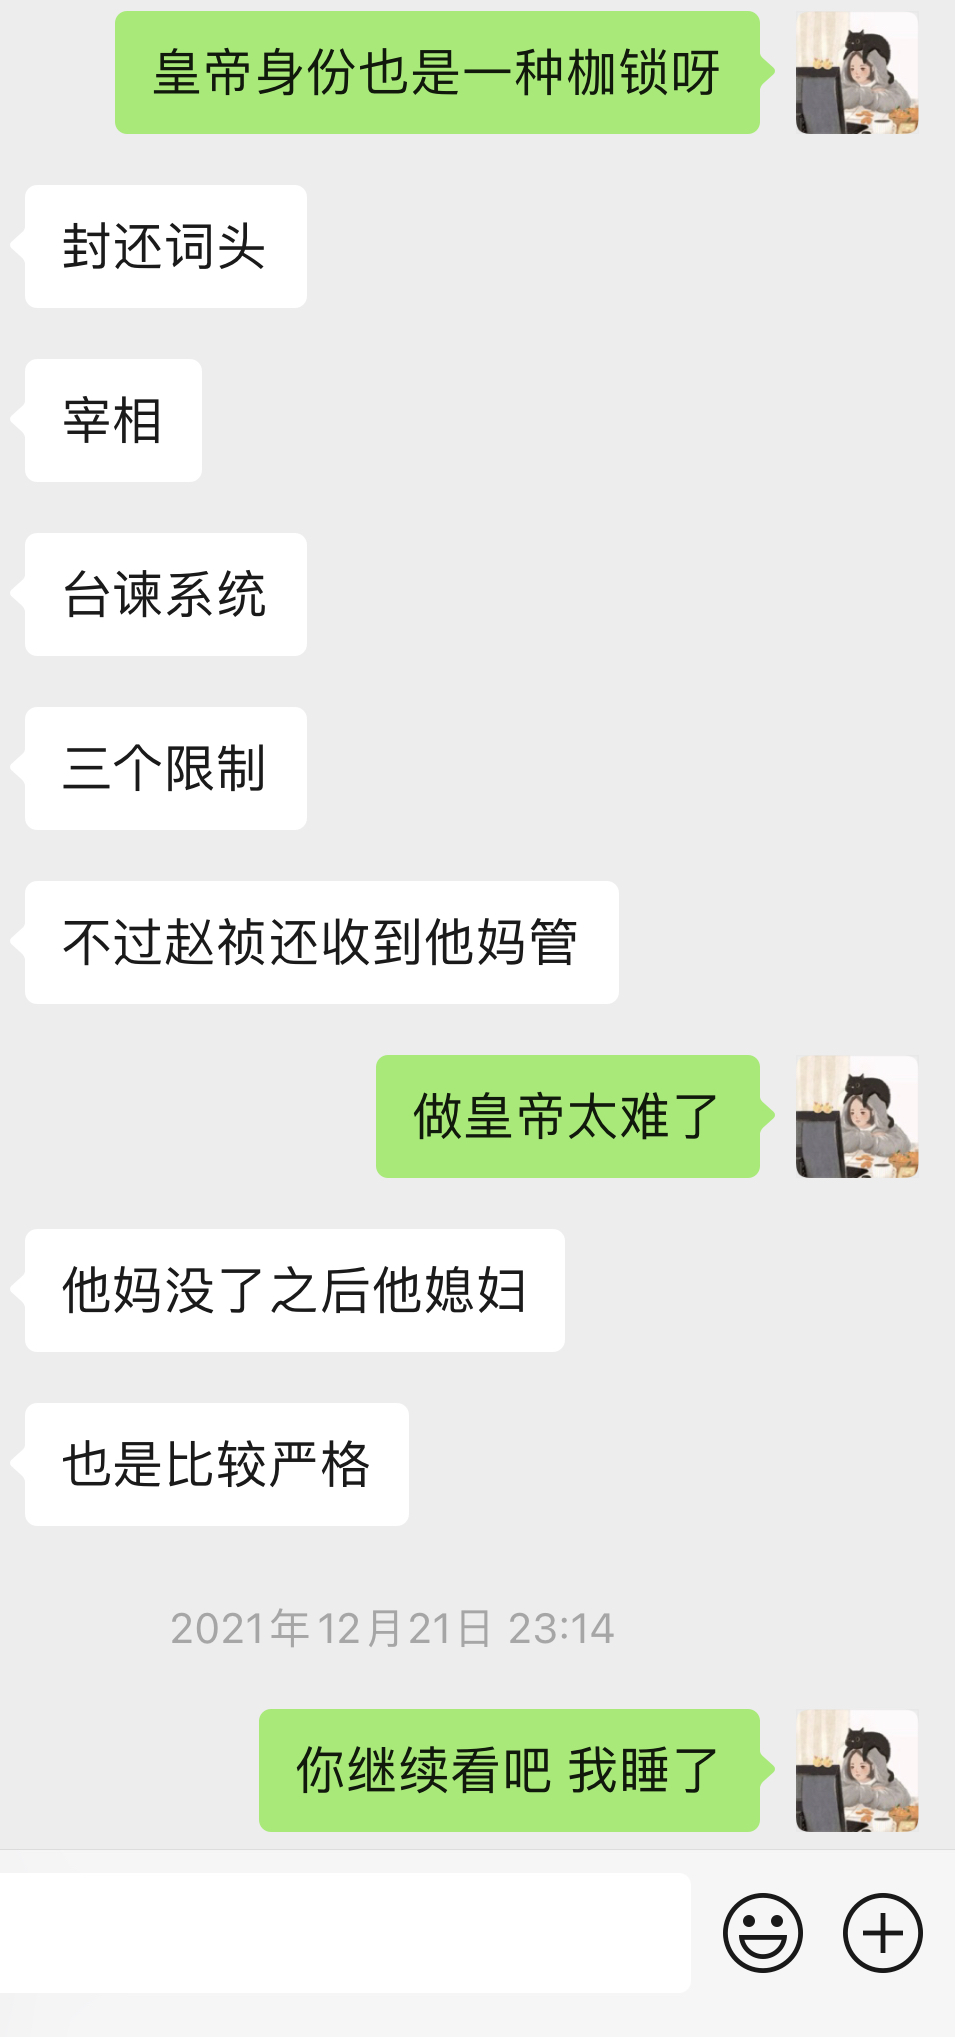 皇帝身份也是一种枷锁呀
封还词头
宰相
台谏系统
三个限制
不过赵祯还收到他妈管
做皇帝太难了
他妈没了之后他媳妇
也是比较严格
2021年12月21日 23:14
你继续看吧 我睡了